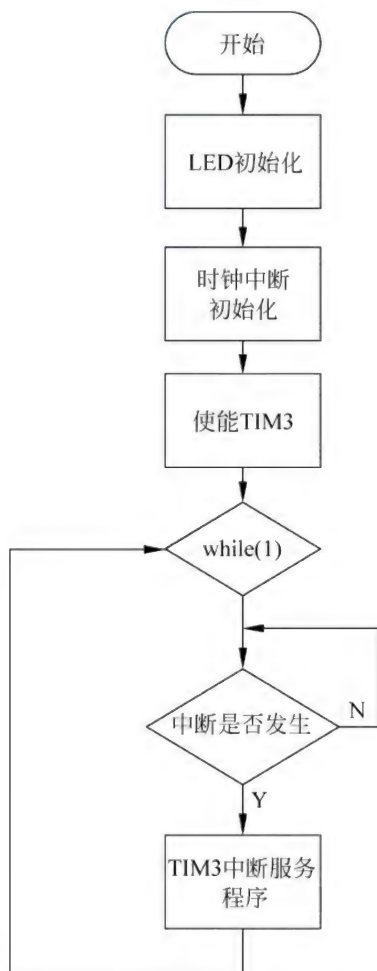 开始
LED初始化
时钟中断
初始化
使能TIM3
while(1)
中断是否发生
N
Y
TIM3中断服务
程序